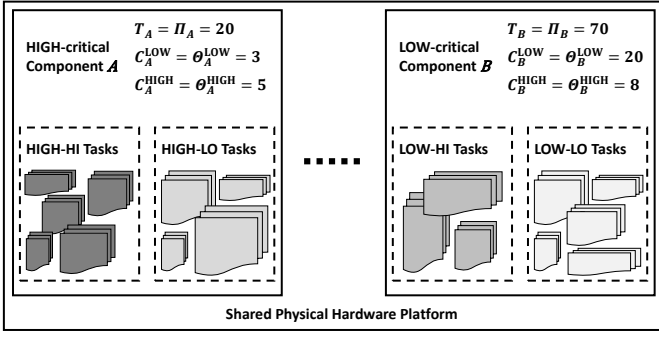 HIGH-critical
Component A
T_A = Π_A = 20
C_A^LOW = Θ_A^LOW = 3
C_A^HIGH = Θ_A^HIGH = 5
HIGH-HI Tasks
HIGH-LO Tasks
LOW-critical
Component B
T_B = Π_B = 70
C_B^LOW = Θ_B^LOW = 20
C_B^HIGH = Θ_B^HIGH = 8
LOW-HI Tasks
LOW-LO Tasks
Shared Physical Hardware Platform